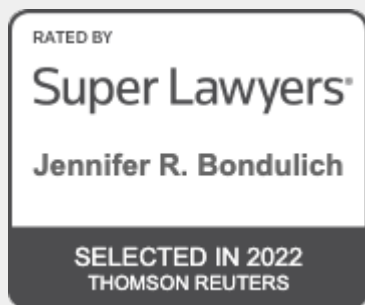 RATED BY
Super Lawyers®
Jennifer R. Bondulich
SELECTED IN 2022
THOMSON REUTERS